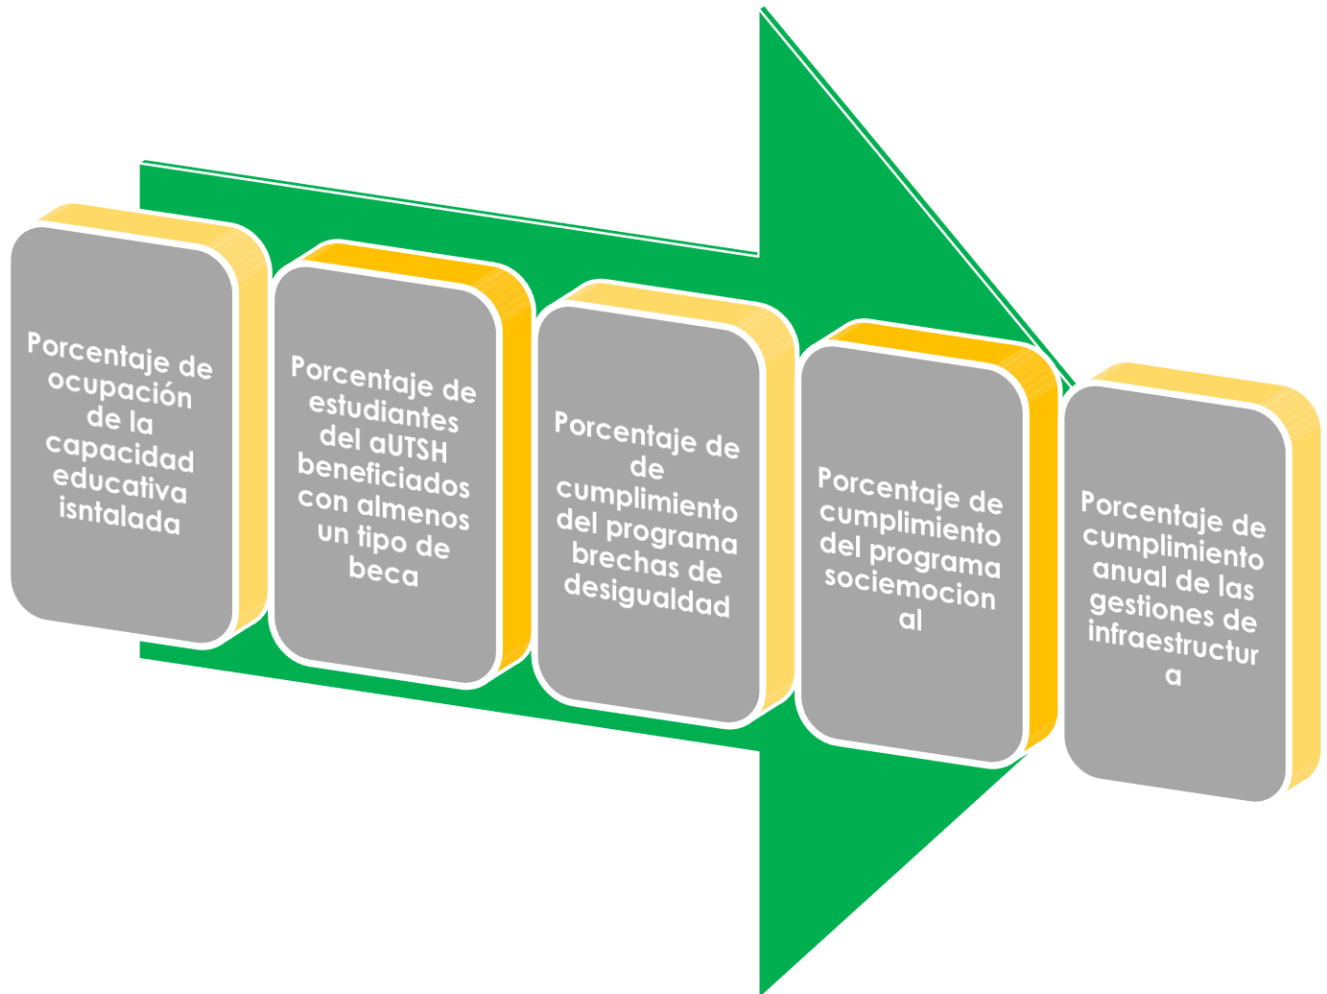 Porcentaje de
ocupación
de la
capacidad
educativa
isntalada
Porcentaje de
estudiantes
del aUTSH
beneficiados
con almenos
un tipo de
beca
Porcentaje de
de
cumplimiento
del programa
brechas de
desigualdad
Porcentaje de
cumplimiento
del programa
sociemocion
al
Porcentaje de
cumplimiento
anual de las
gestiones de
infraestructur
a